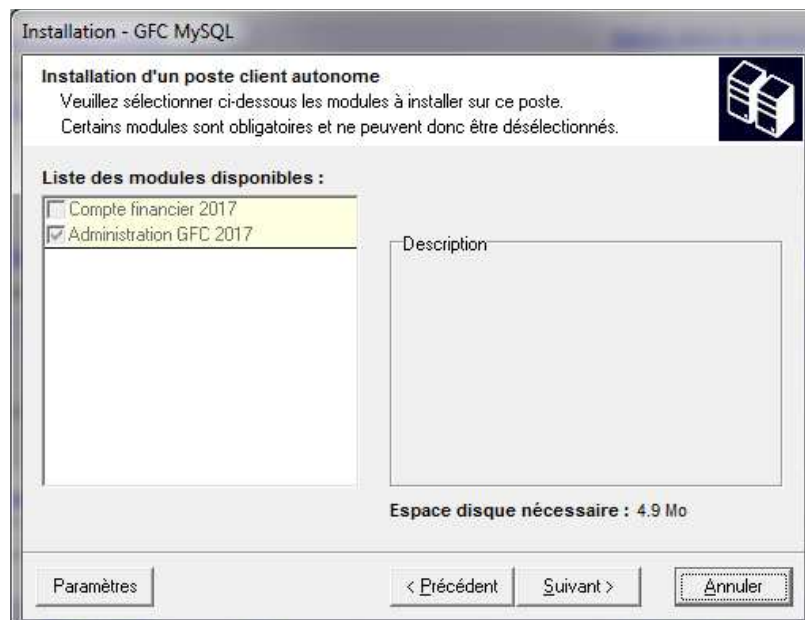 Installation - GFC MySQL
Installation d'un poste client autonome
Veuillez sélectionner ci-dessous les modules à installer sur ce poste.
Certains modules sont obligatoires et ne peuvent donc être désélectionnés.
Liste des modules disponibles :
Compte financier 2017
Administration GFC 2017
Description
Espace disque nécessaire : 4.9 Mo
Paramètres
< Précédent
Suivant >
Annuler